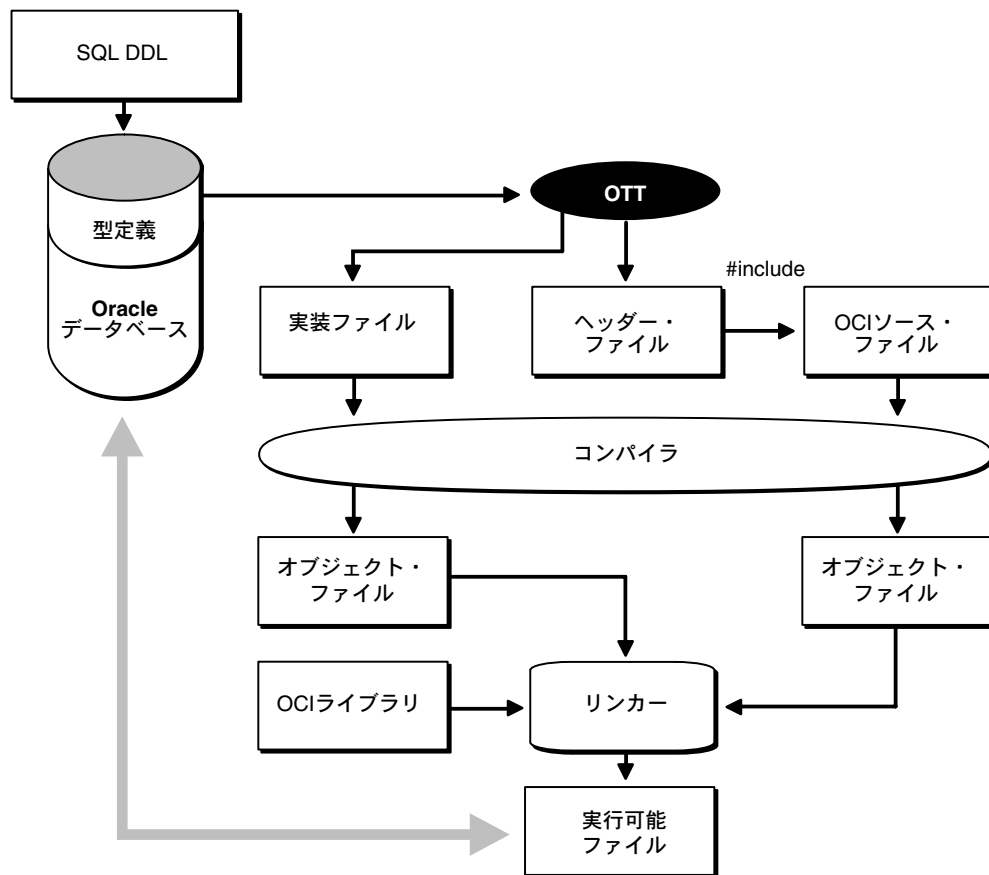 SQL DDL
型定義
Oracle
データベース
OTT
#include
実装ファイル
ヘッダー・
ファイル
OCIソース・
ファイル
コンパイラ
オブジェクト・
ファイル
オブジェクト・
ファイル
OCIライブラリ
リンカー
実行可能
ファイル